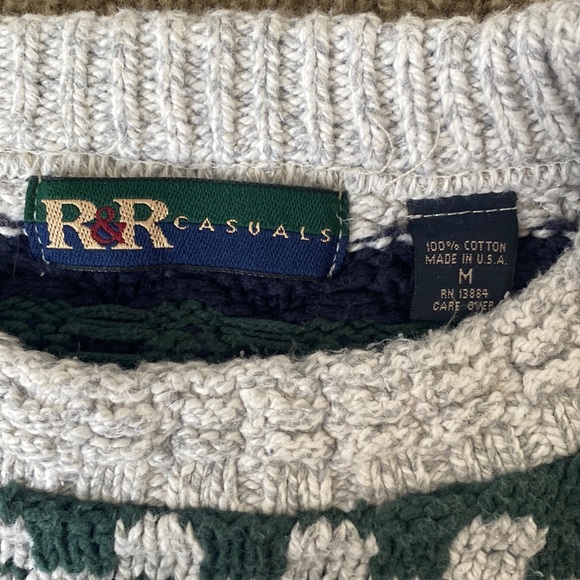 R&R CASUALS
100% COTTON
MADE IN U.S.A.
M
RN 13884
CARE OVER